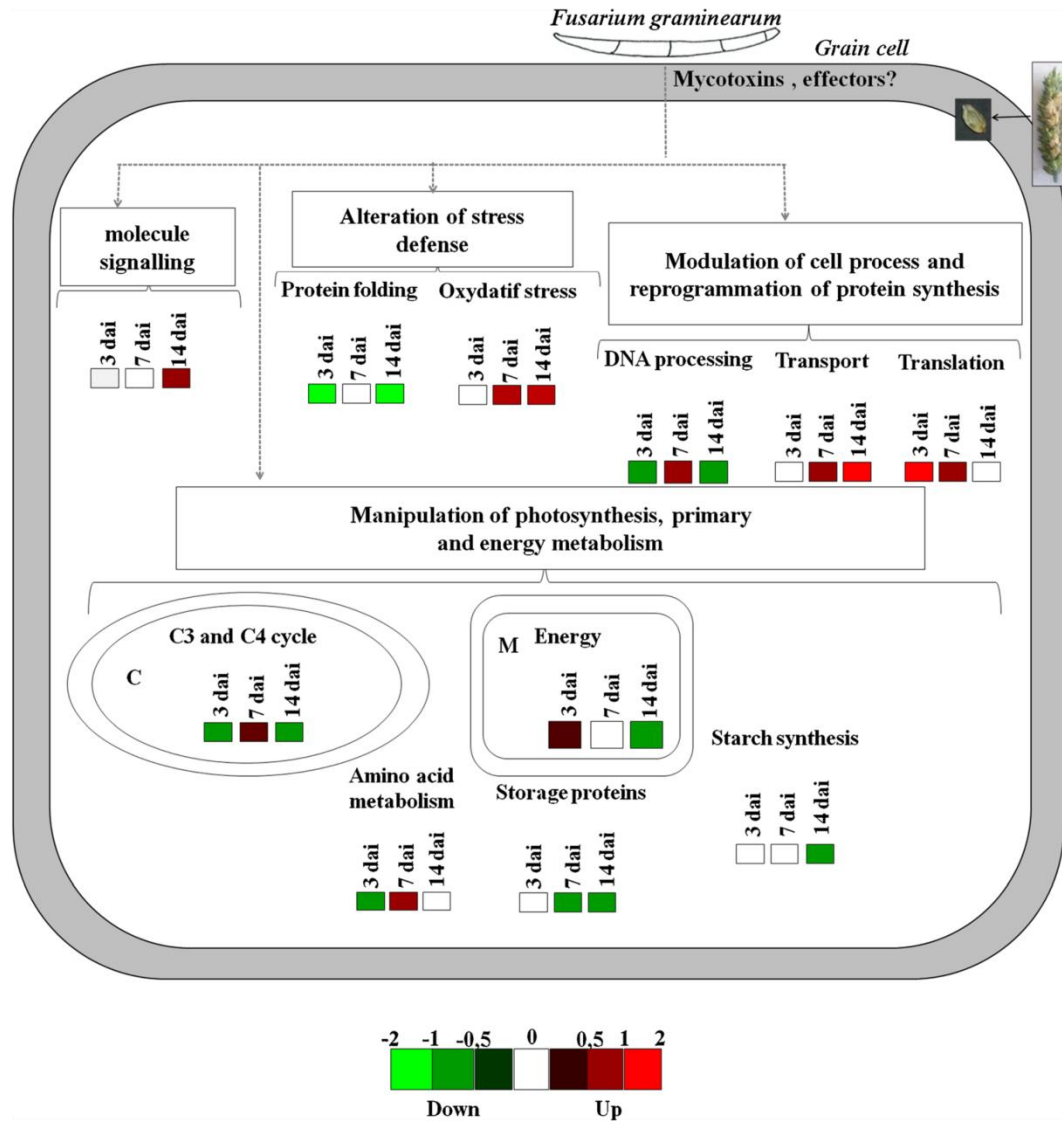 Fusarium graminearum
Grain cell
Mycotoxins , effectors?
molecule
signalling
3 dai
7 dai
14 dai
Alteration of stress
defense
Protein folding
3 dai
7 dai
14 dai
Oxydatif stress
3 dai
7 dai
14 dai
Modulation of cell process and
reprogrammation of protein synthesis
DNA processing
3 dai
7 dai
14 dai
Transport
3 dai
7 dai
14 dai
Translation
3 dai
7 dai
14 dai
Manipulation of photosynthesis, primary
and energy metabolism
C3 and C4 cycle
C
3 dai
7 dai
14 dai
M
Energy
3 dai
7 dai
14 dai
Starch synthesis
3 dai
7 dai
14 dai
Amino acid
metabolism
3 dai
7 dai
14 dai
Storage proteins
3 dai
7 dai
14 dai
-2 -1 -0,5 0 0,5 1 2
Down Up